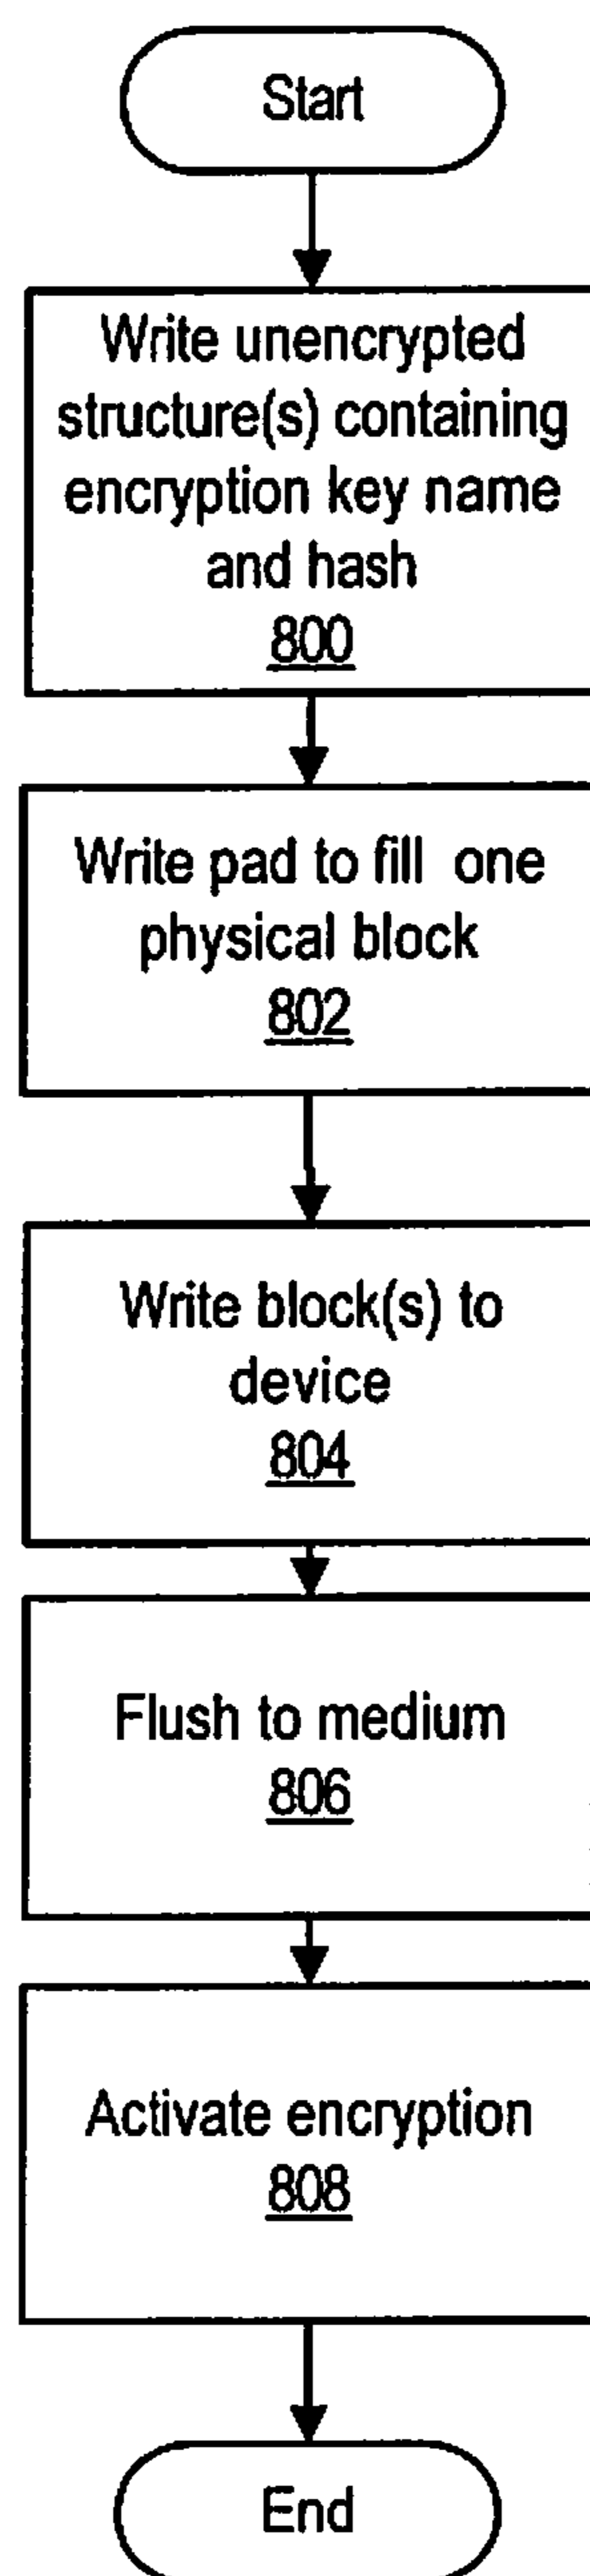 Start
Write unencrypted
structure(s) containing
encryption key name
and hash
800
Write pad to fill one
physical block
802
Write block(s) to
device
804
Flush to medium
806
Activate encryption
808
End